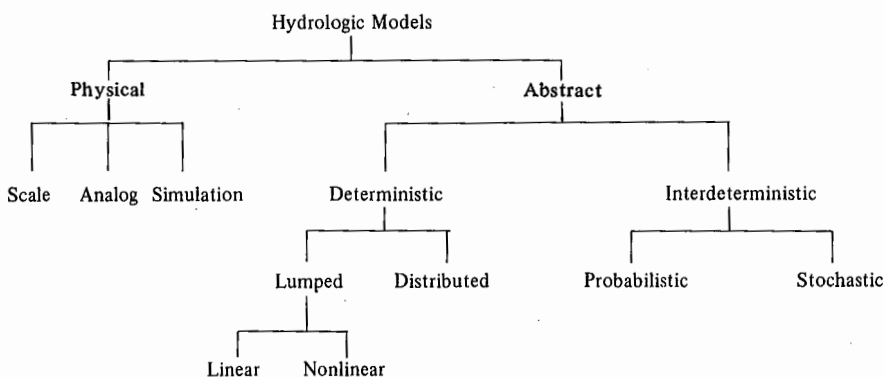 Hydrologic Models
Physical Abstract
Scale Analog Simulation Deterministic Interdeterministic
Lumped Distributed Probabilistic Stochastic
Linear Nonlinear